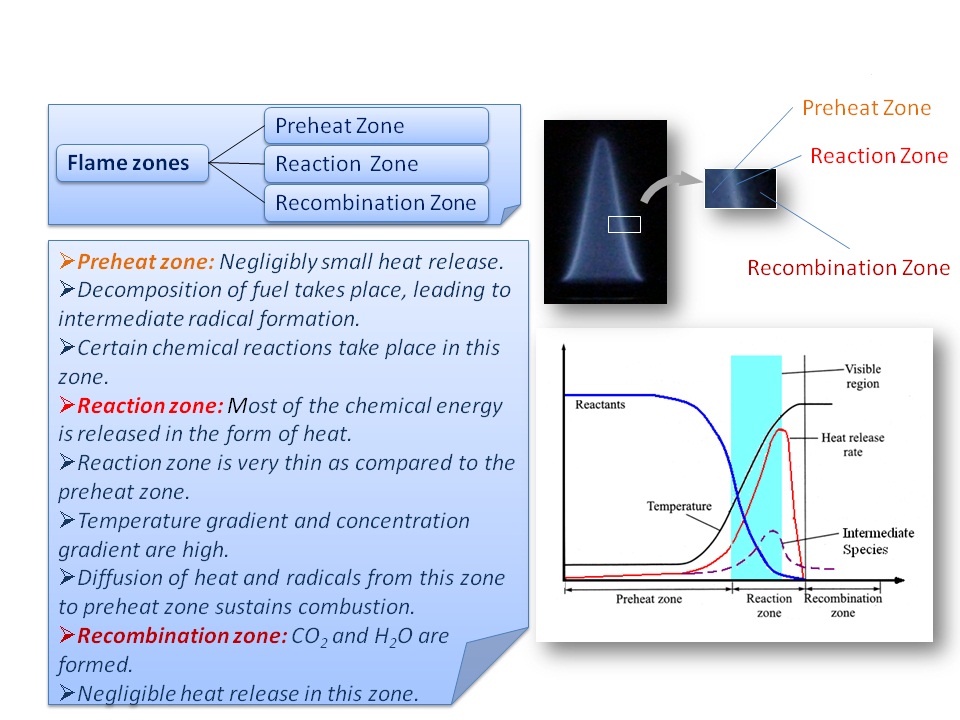 Flame zones
Preheat Zone
Reaction Zone
Recombination Zone
Preheat Zone
Reaction Zone
Recombination Zone
➢Preheat zone: Negligibly small heat release.
➢Decomposition of fuel takes place, leading to
intermediate radical formation.
➢Certain chemical reactions take place in this
zone.
➢Reaction zone: Most of the chemical energy
is released in the form of heat.
➢Reaction zone is very thin as compared to the
preheat zone.
➢Temperature gradient and concentration
gradient are high.
➢Diffusion of heat and radicals from this zone
to preheat zone sustains combustion.
➢Recombination zone: CO2 and H2O are
formed.
➢Negligible heat release in this zone.
Visible
region
Reactants
Heat release
rate
Temperature
Intermediate
Species
Preheat zone
Reaction
zone
Recombination
zone